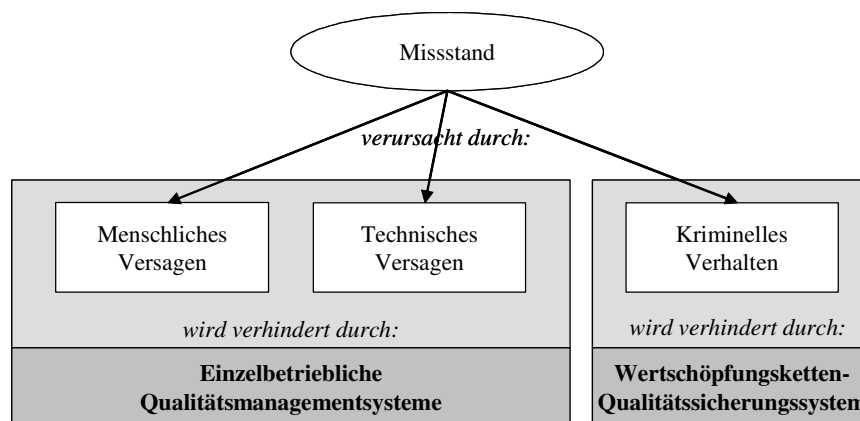 Missstand
verursacht durch:
Menschliches
Versagen
Technisches
Versagen
Kriminelles
Verhalten
wird verhindert durch:
wird verhindert durch:
Einzelbetriebliche
Qualitätsmanagementsysteme
Wertschöpfungsketten-
Qualitätssicherungssystem